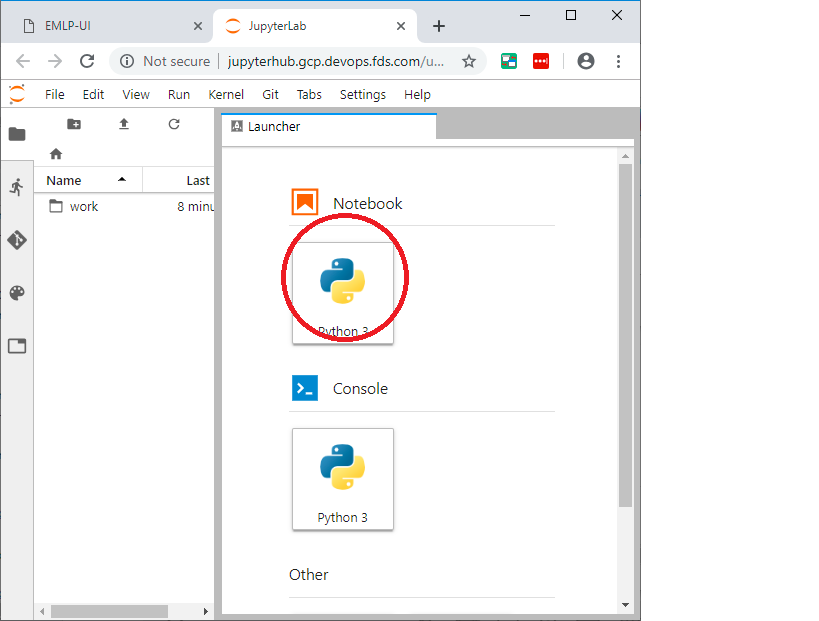 EMLP-UI
JupyterLab
Not secure
jupyterhub.gcp.devops.fds.com/u...
File Edit View Run Kernel Git Tabs Settings Help
Launcher
Name
Last
work
8 minu
Notebook
Python 3
Console
Python 3
Other